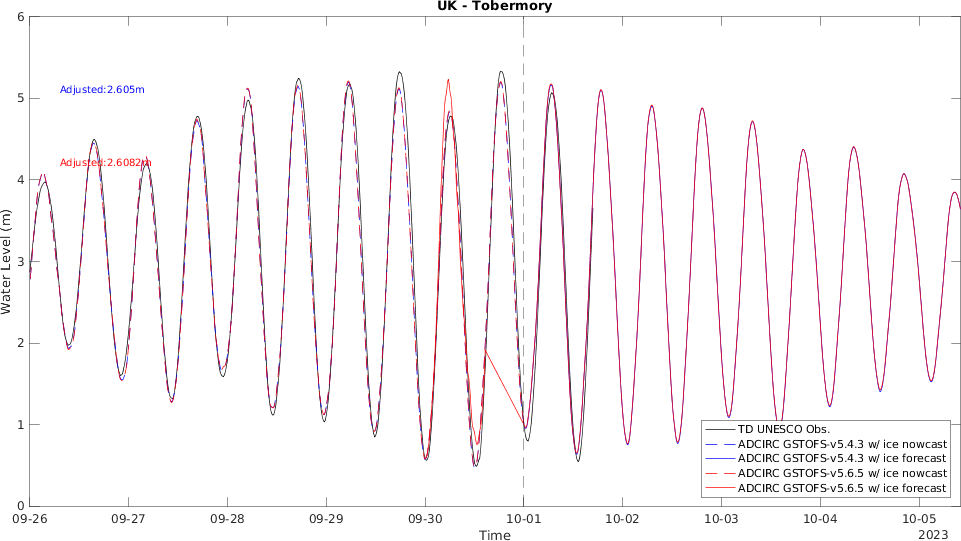 UK - Tobermory
6
5
4
3
2
1
0
Water Level (m)
Adjusted:2.605m
Adjusted:2.6082m
TD UNESCO Obs.
ADCIRC GSTOFS-v5.4.3 w/ ice nowcast
ADCIRC GSTOFS-v5.4.3 w/ ice forecast
ADCIRC GSTOFS-v5.6.5 w/ ice nowcast
ADCIRC GSTOFS-v5.6.5 w/ ice forecast
09-26 09-27 09-28 09-29 09-30 10-01 10-02 10-03 10-04 10-05
Time
2023